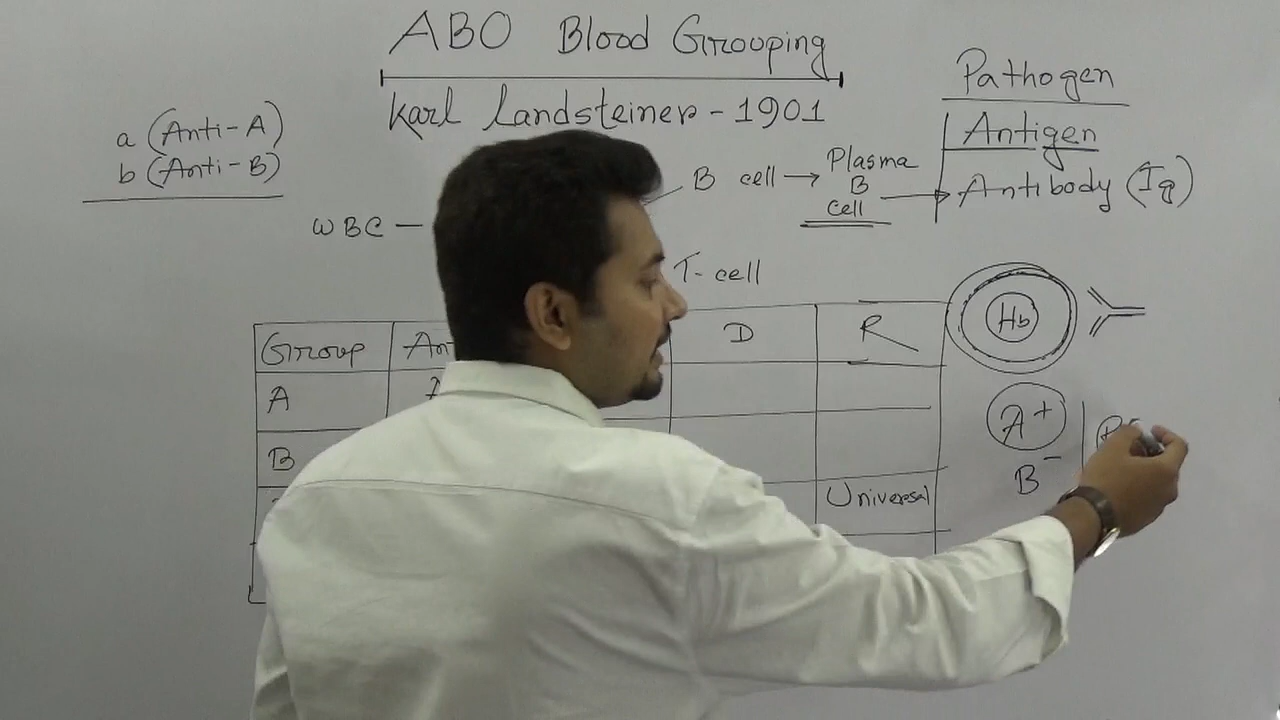 ABO Blood Grouping
Karl Landsteiner - 1901
a (Anti-A)
b (Anti-B)
WBC -
B cell → Plasma
B
cell
T-cell
Pathogen
Antigen
Antibody (Ig)
Group
D
R
A
B
Universal
Hb
A+
B-